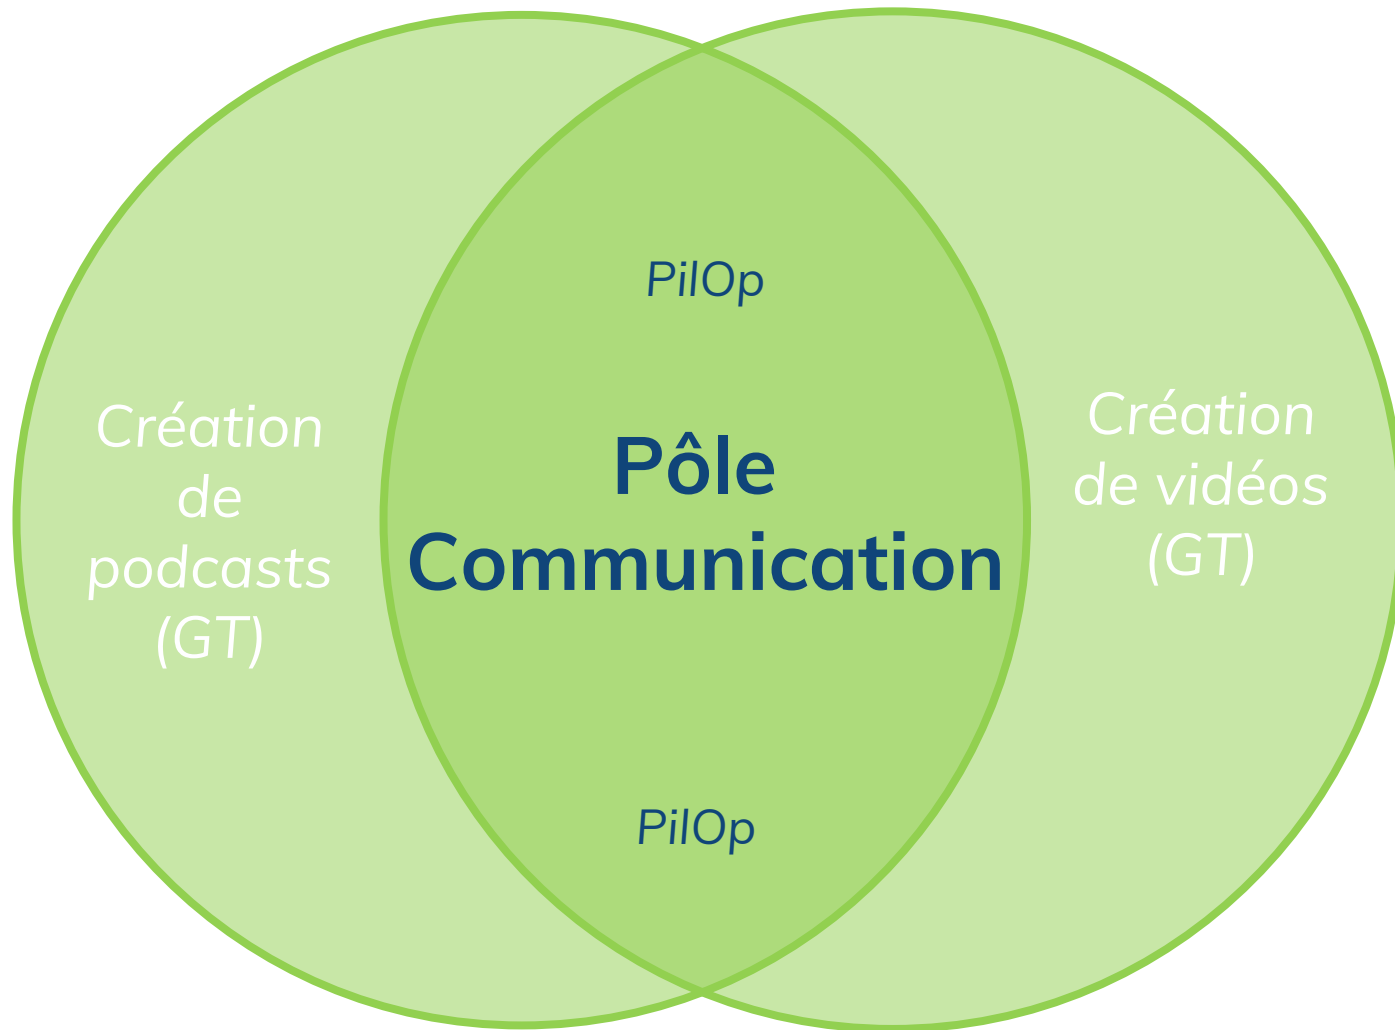 PilOp
Création
de
podcasts
(GT)
Pôle
Communication
Création
de vidéos
(GT)
PilOp